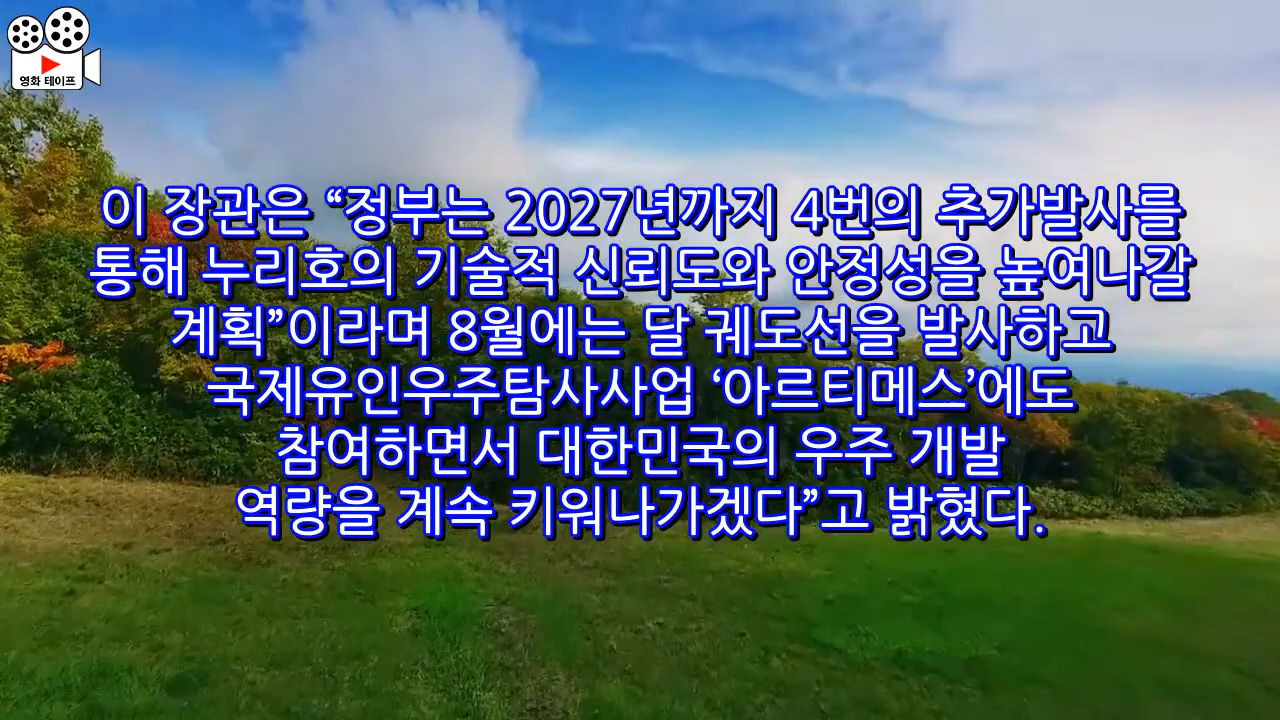 영화 테이프
이 장관은 “정부는 2027년까지 4번의 추가발사를
통해 누리호의 기술적 신뢰도와 안정성을 높여나갈
계획”이라며 8월에는 달 궤도선을 발사하고
국제유인우주탐사사업 ‘아르티메스’에도
참여하면서 대한민국의 우주 개발
역량을 계속 키워나가겠다”고 밝혔다.